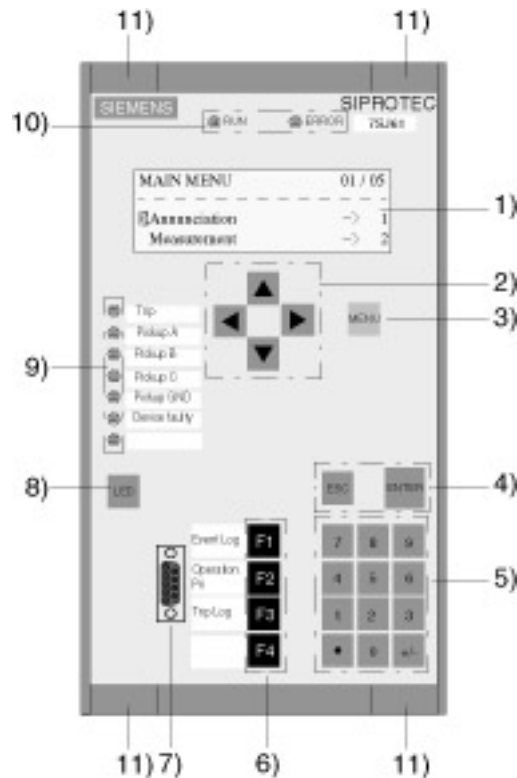 11) 11)
SIEMENS
SIPROTEC
10)
RUN
ERROR
7SJ61
MAIN MENU 01 / 05
Annunciation -> 1
1)
Measurement -> 2
2)
3)
MENU
Trip
Pickup A
Pickup B
9)
Pickup C
Pickup GND
Device faulty
8)
LED
ESC
ENTER
4)
Event Log
F1
7 8 9
Operation Pri
F2
4 5 6
5)
Trip Log
F3
1 2 3
F4
0 +/-
11) 7) 6) 11)